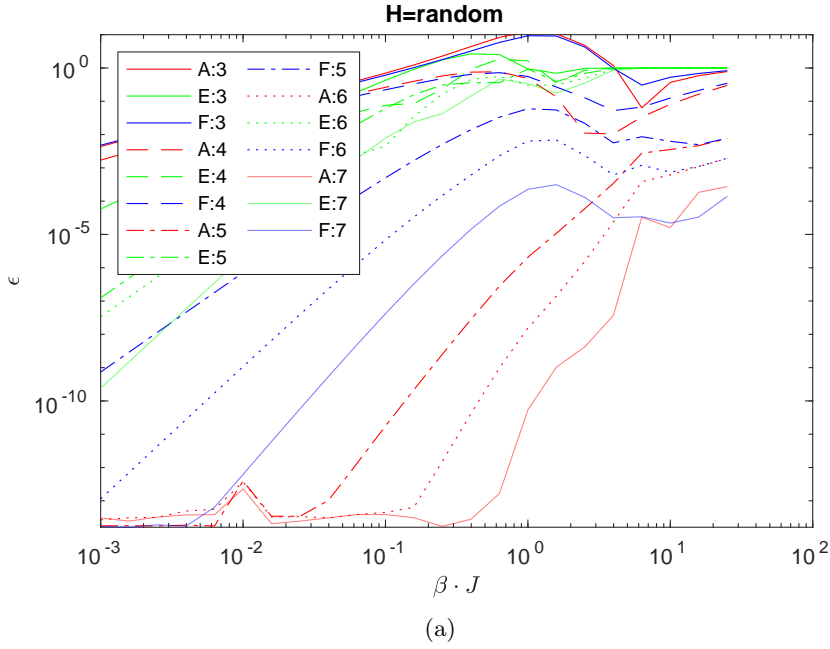 H=random
10^0
10^-5
10^-10
ϵ
A:3
E:3
F:3
A:4
E:4
F:4
A:5
E:5
F:5
A:6
E:6
F:6
A:7
E:7
F:7
10^-3
10^-2
10^-1
10^0
10^1
10^2
β · J
(a)